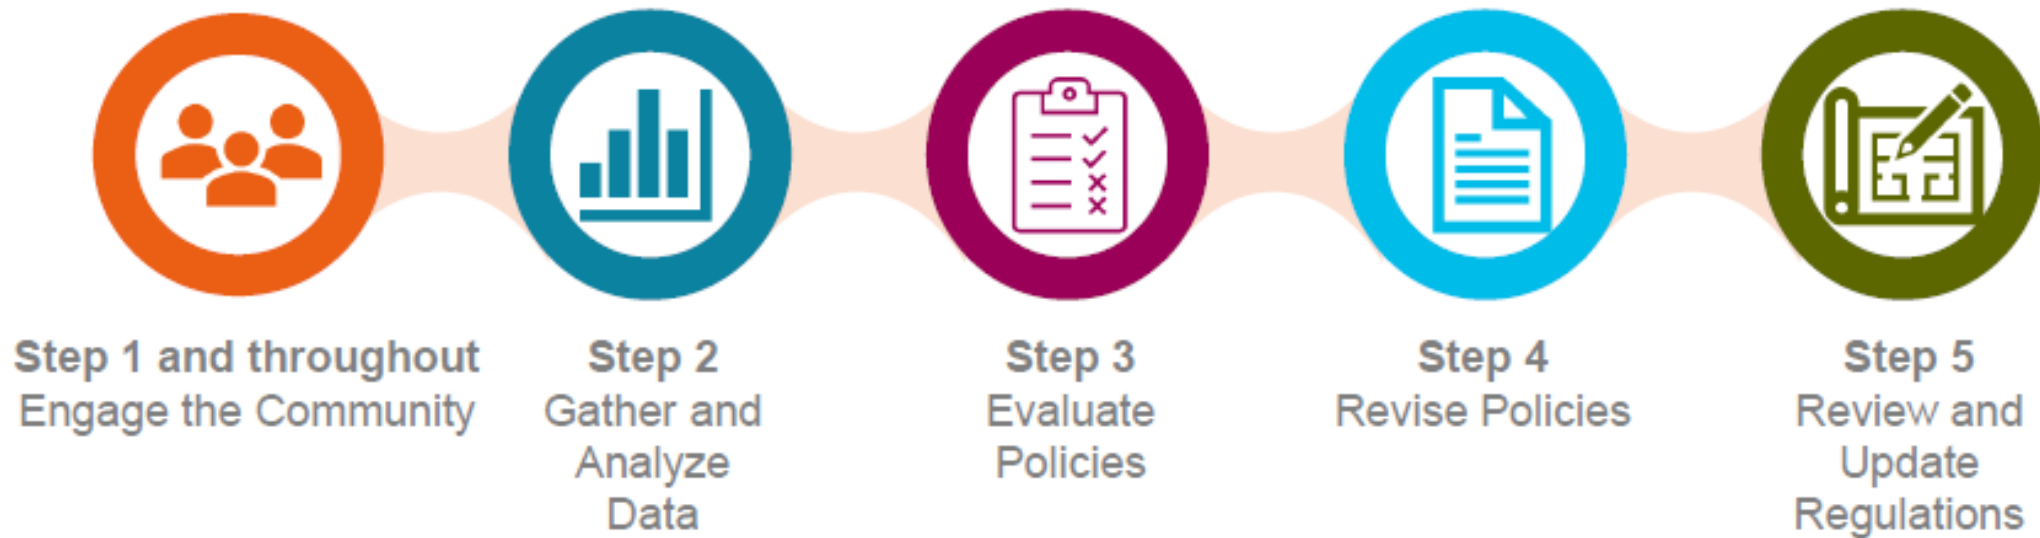 Step 1 and throughout
Engage the Community
Step 2
Gather and
Analyze
Data
Step 3
Evaluate
Policies
Step 4
Revise Policies
Step 5
Review and
Update
Regulations